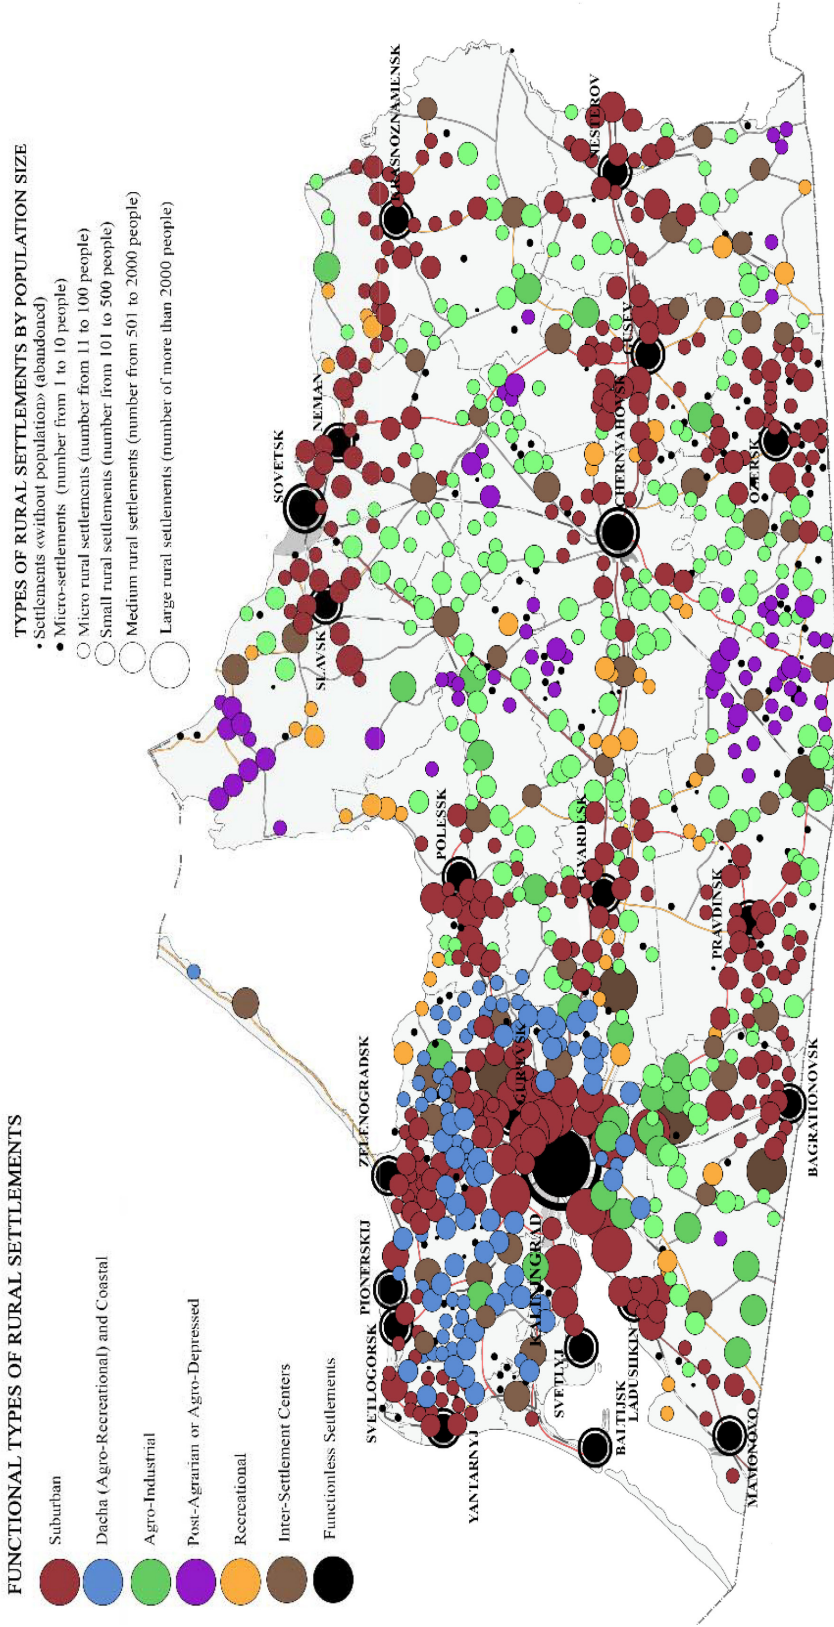 FUNCTIONAL TYPES OF RURAL SETTLEMENTS
Suburban
Dacha (Agro-Recreational) and Coastal
Agro-Industrial
Post-Agrarian or Agro-Depressed
Recreational
Inter-Settlement Centers
Functionless Settlements
TYPES OF RURAL SETTLEMENTS BY POPULATION SIZE
Settlements «without population» (abandoned)
Micro-settlements (number from 1 to 10 people)
Micro rural settlements (number from 11 to 100 people)
Small rural settlements (number from 101 to 500 people)
Medium rural settlements (number from 501 to 2000 people)
Large rural settlements (number of more than 2000 people)
SOVETSK
NEMAN
SLAVSK
KRASNOZNAMENSK
ZELENOGRADSK
PIONERSKIJ
SVETLOGORSK
YANTARNYJ
POLESSK
GURYEVSK
KALININGRAD
SVETLYJ
BALTIJSK
LADUSHKIN
MAMONOVO
GVARDESK
CHERNYAHOVSK
GUSEV
NESTEROV
OZERSK
PRAVDINSK
BAGRATIONOVSK